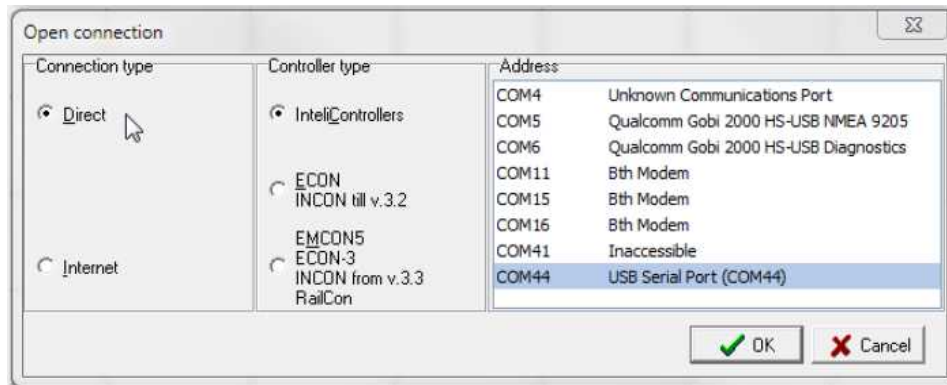 Open connection
Connection type
Direct
Internet
Controller type
InteliControllers
ECON
INCON till v.3.2
EMCON5
ECON-3
INCON from v.3.3
RailCon
Address
COM4 Unknown Communications Port
COM5 Qualcomm Gobi 2000 HS-USB NMEA 9205
COM6 Qualcomm Gobi 2000 HS-USB Diagnostics
COM11 Bth Modem
COM15 Bth Modem
COM16 Bth Modem
COM41 Inaccessible
COM44 USB Serial Port (COM44)
OK
Cancel